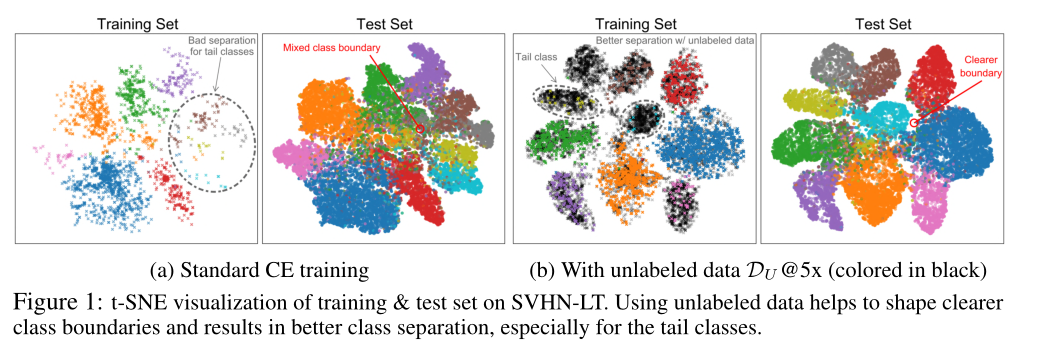 Training Set
Test Set
Training Set
Test Set
Bad separation
for tail classes
Mixed class boundary
Better separation w/ unlabeled data
Tail class
Clearer
boundary
(a) Standard CE training
(b) With unlabeled data 𝒟_U@5x (colored in black)
Figure 1: t-SNE visualization of training & test set on SVHN-LT. Using unlabeled data helps to shape clearer
class boundaries and results in better class separation, especially for the tail classes.